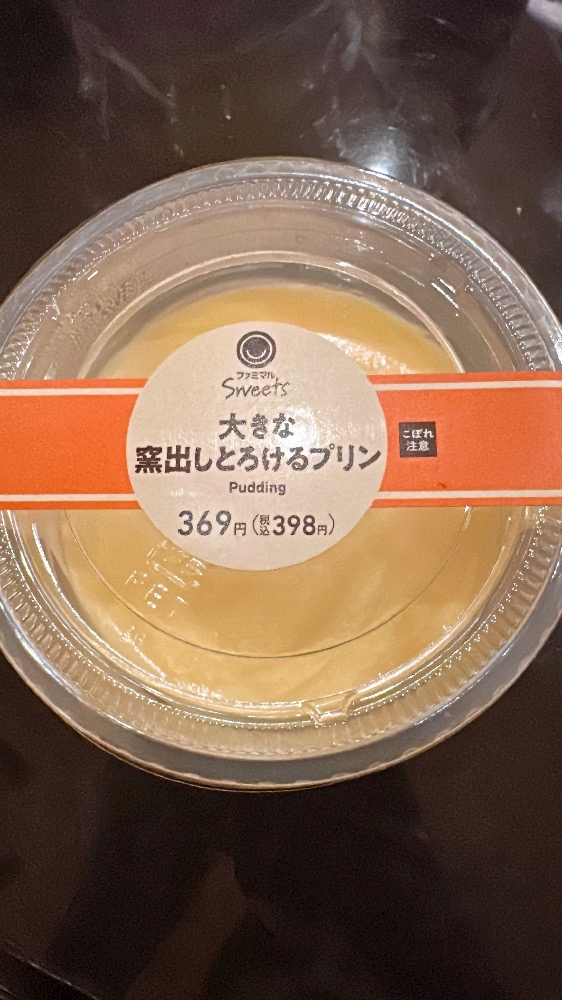 ファミマル
Sweets
大きな
窯出しとろけるプリン
Pudding
369円(税込398円)
こぼれ
注意